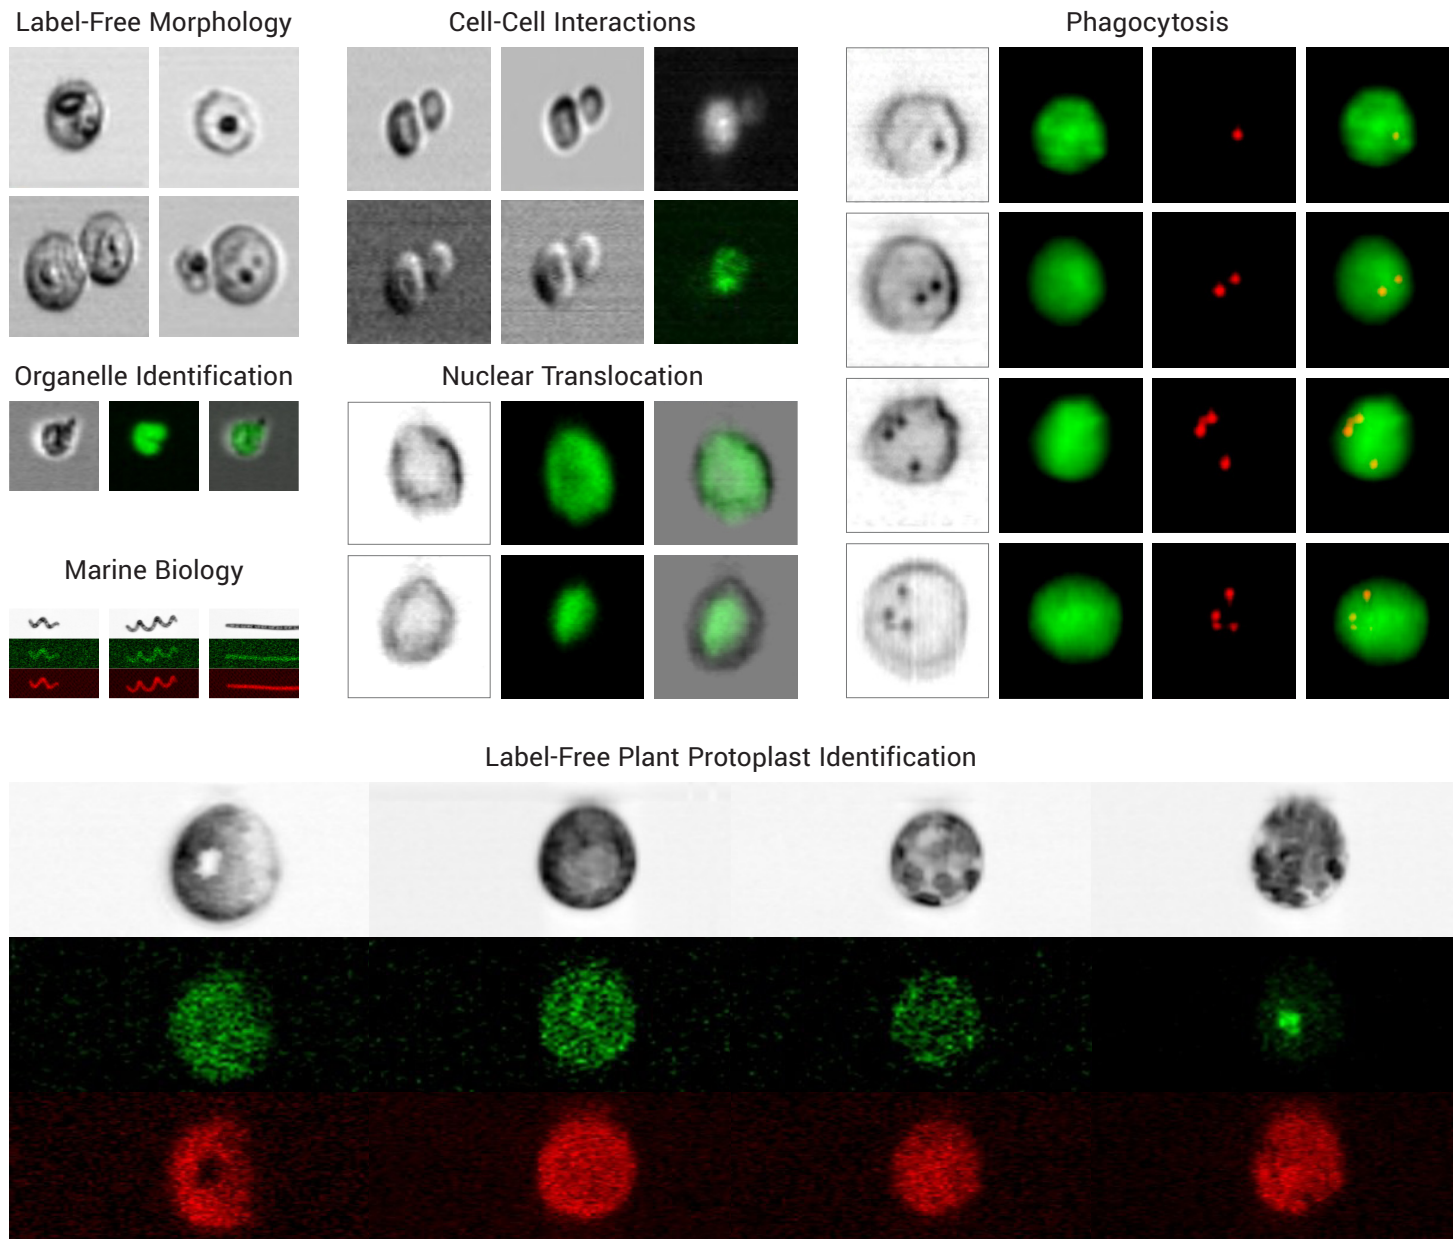 Label-Free Morphology
Cell-Cell Interactions
Phagocytosis
Organelle Identification
Nuclear Translocation
Marine Biology
Label-Free Plant Protoplast Identification